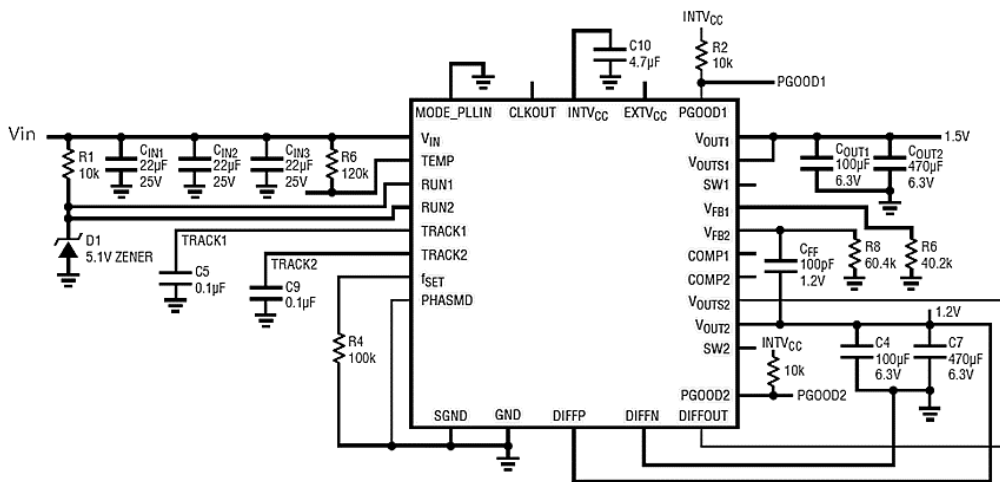 INTVCC
C10
4.7µF
R2
10k
PGOOD1
MODE_PLLIN
CLKOUT
INTVCC
EXTVCC
PGOOD1
Vin
R1
10k
CIN1
22µF
25V
CIN2
22µF
25V
CIN3
22µF
25V
R6
120k
VIN
TEMP
RUN1
RUN2
TRACK1
TRACK2
fSET
PHASMD
VOUT1
VOUTS1
SW1
VFB1
VFB2
COMP1
COMP2
VOUTS2
VOUT2
SW2
PGOOD2
1.5V
COUT1
100µF
6.3V
COUT2
470µF
6.3V
D1
5.1V ZENER
TRACK1
C5
0.1µF
TRACK2
C9
0.1µF
CFF
100pF
1.2V
R8
60.4k
R6
40.2k
R4
100k
1.2V
INTVCC
10k
PGOOD2
C4
100µF
6.3V
C7
470µF
6.3V
SGND
GND
DIFFP
DIFFN
DIFFOUT